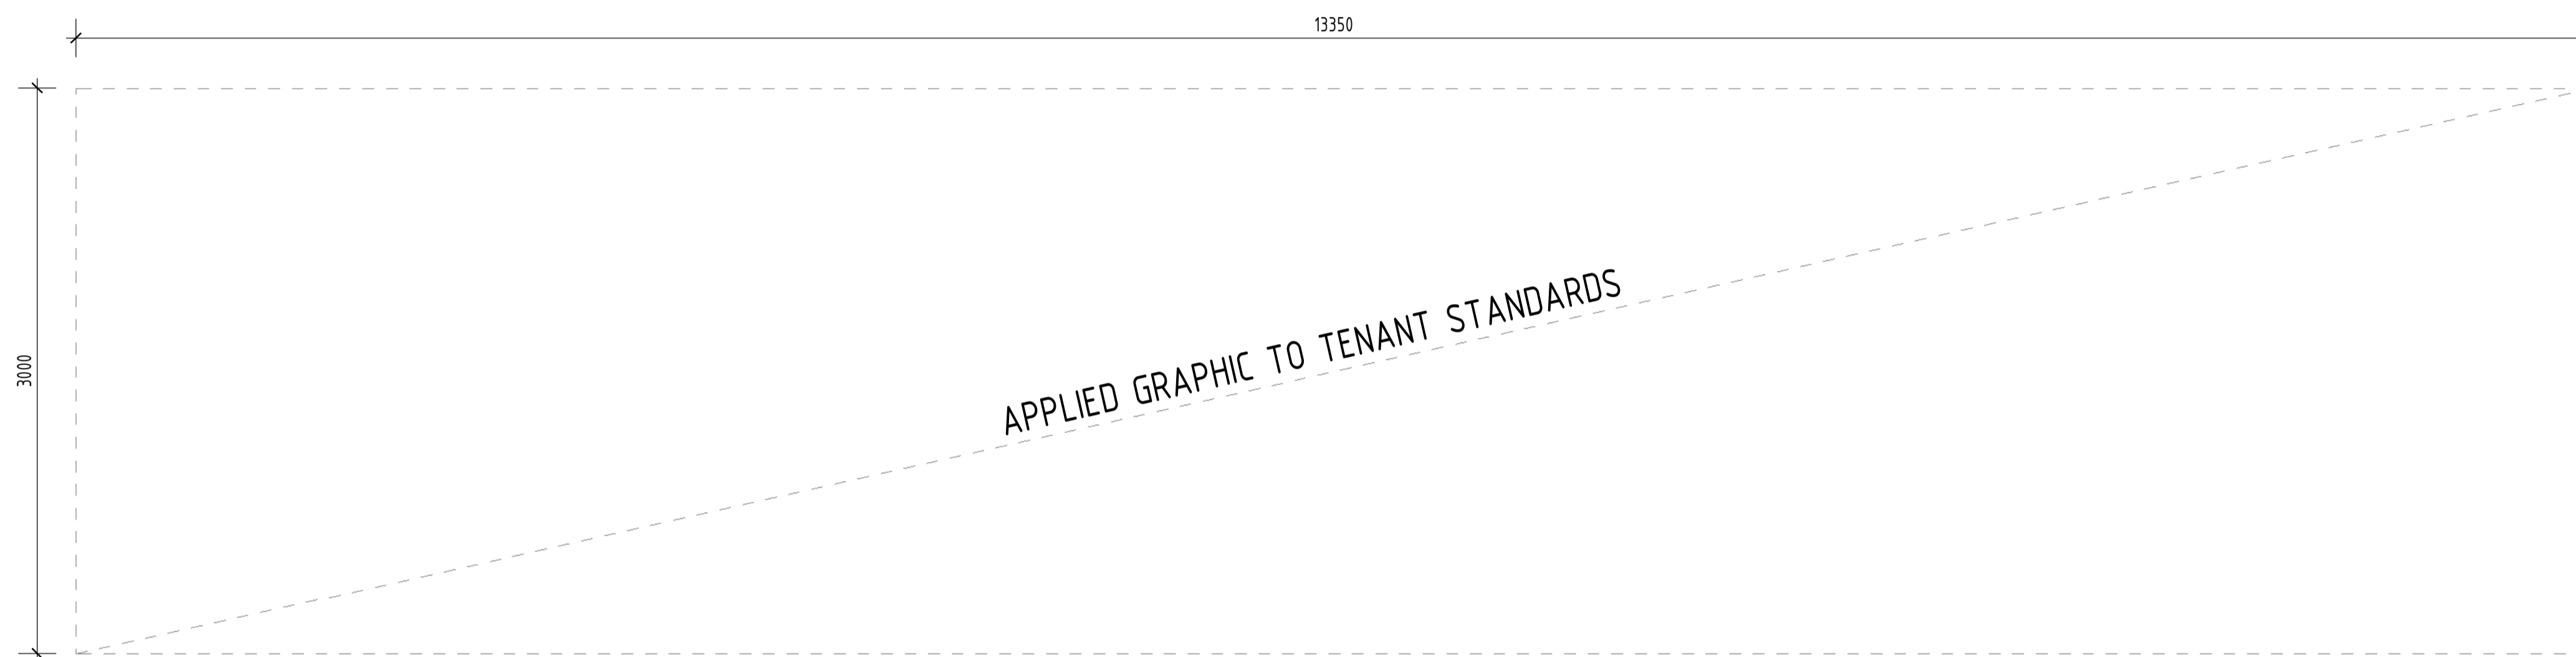 13350
3000
APPLIED GRAPHIC TO TENANT STANDARDS